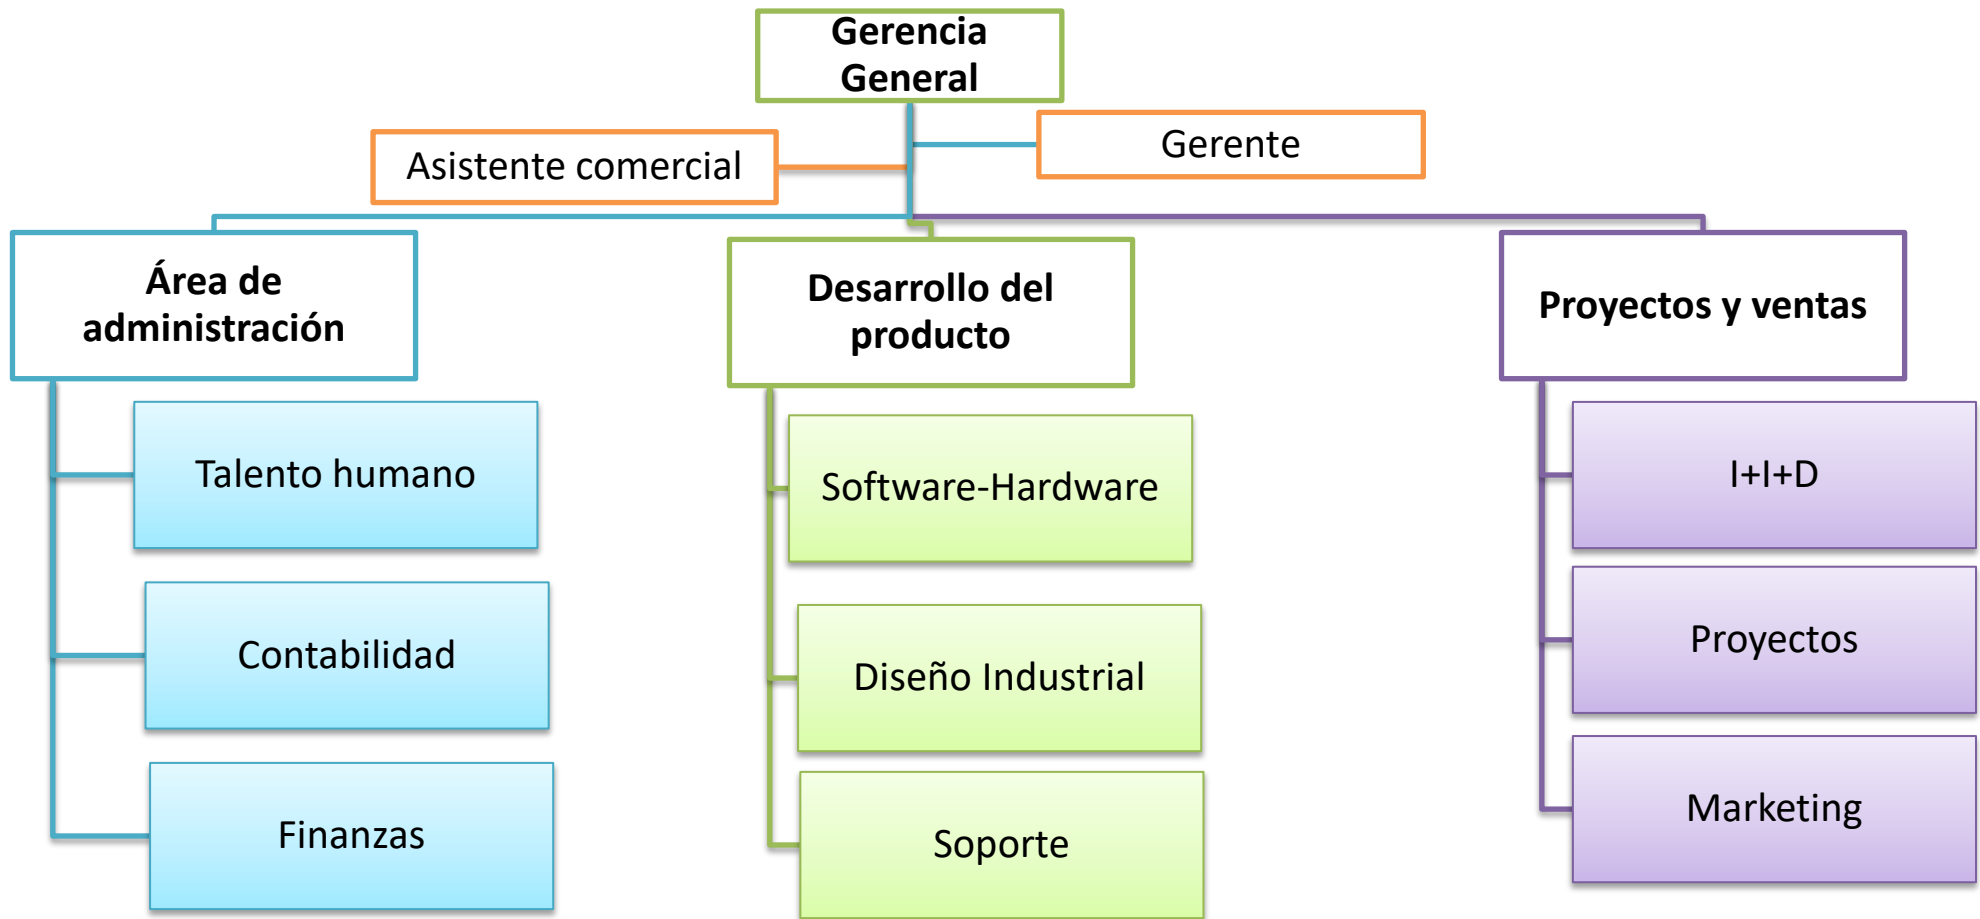 Gerencia
General
Asistente comercial
Gerente
Área de
administración
Desarrollo del
producto
Proyectos y ventas
Talento humano
Contabilidad
Finanzas
Software-Hardware
Diseño Industrial
Soporte
I+I+D
Proyectos
Marketing